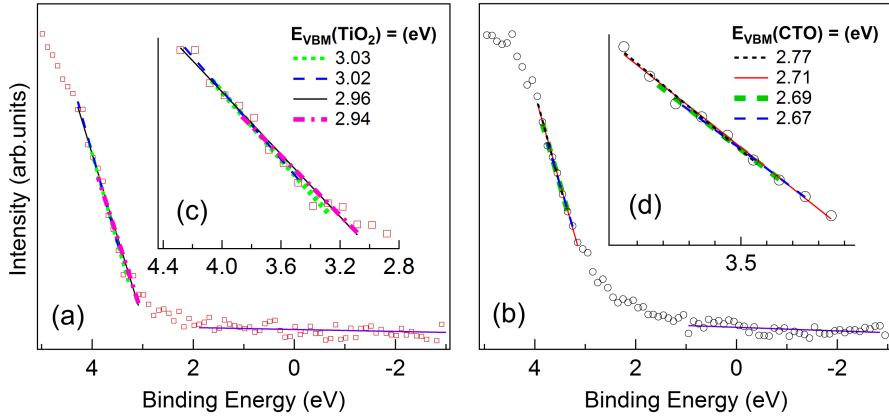 Intensity (arb.units)
E_VBM(TiO₂) = (eV)
3.03
3.02
2.96
2.94
(c)
4.4 4.0 3.6 3.2 2.8
(a)
4 2 0 -2
Binding Energy (eV)
E_VBM(CTO) = (eV)
2.77
2.71
2.69
2.67
(d)
3.5
(b)
4 2 0 -2
Binding Energy (eV)